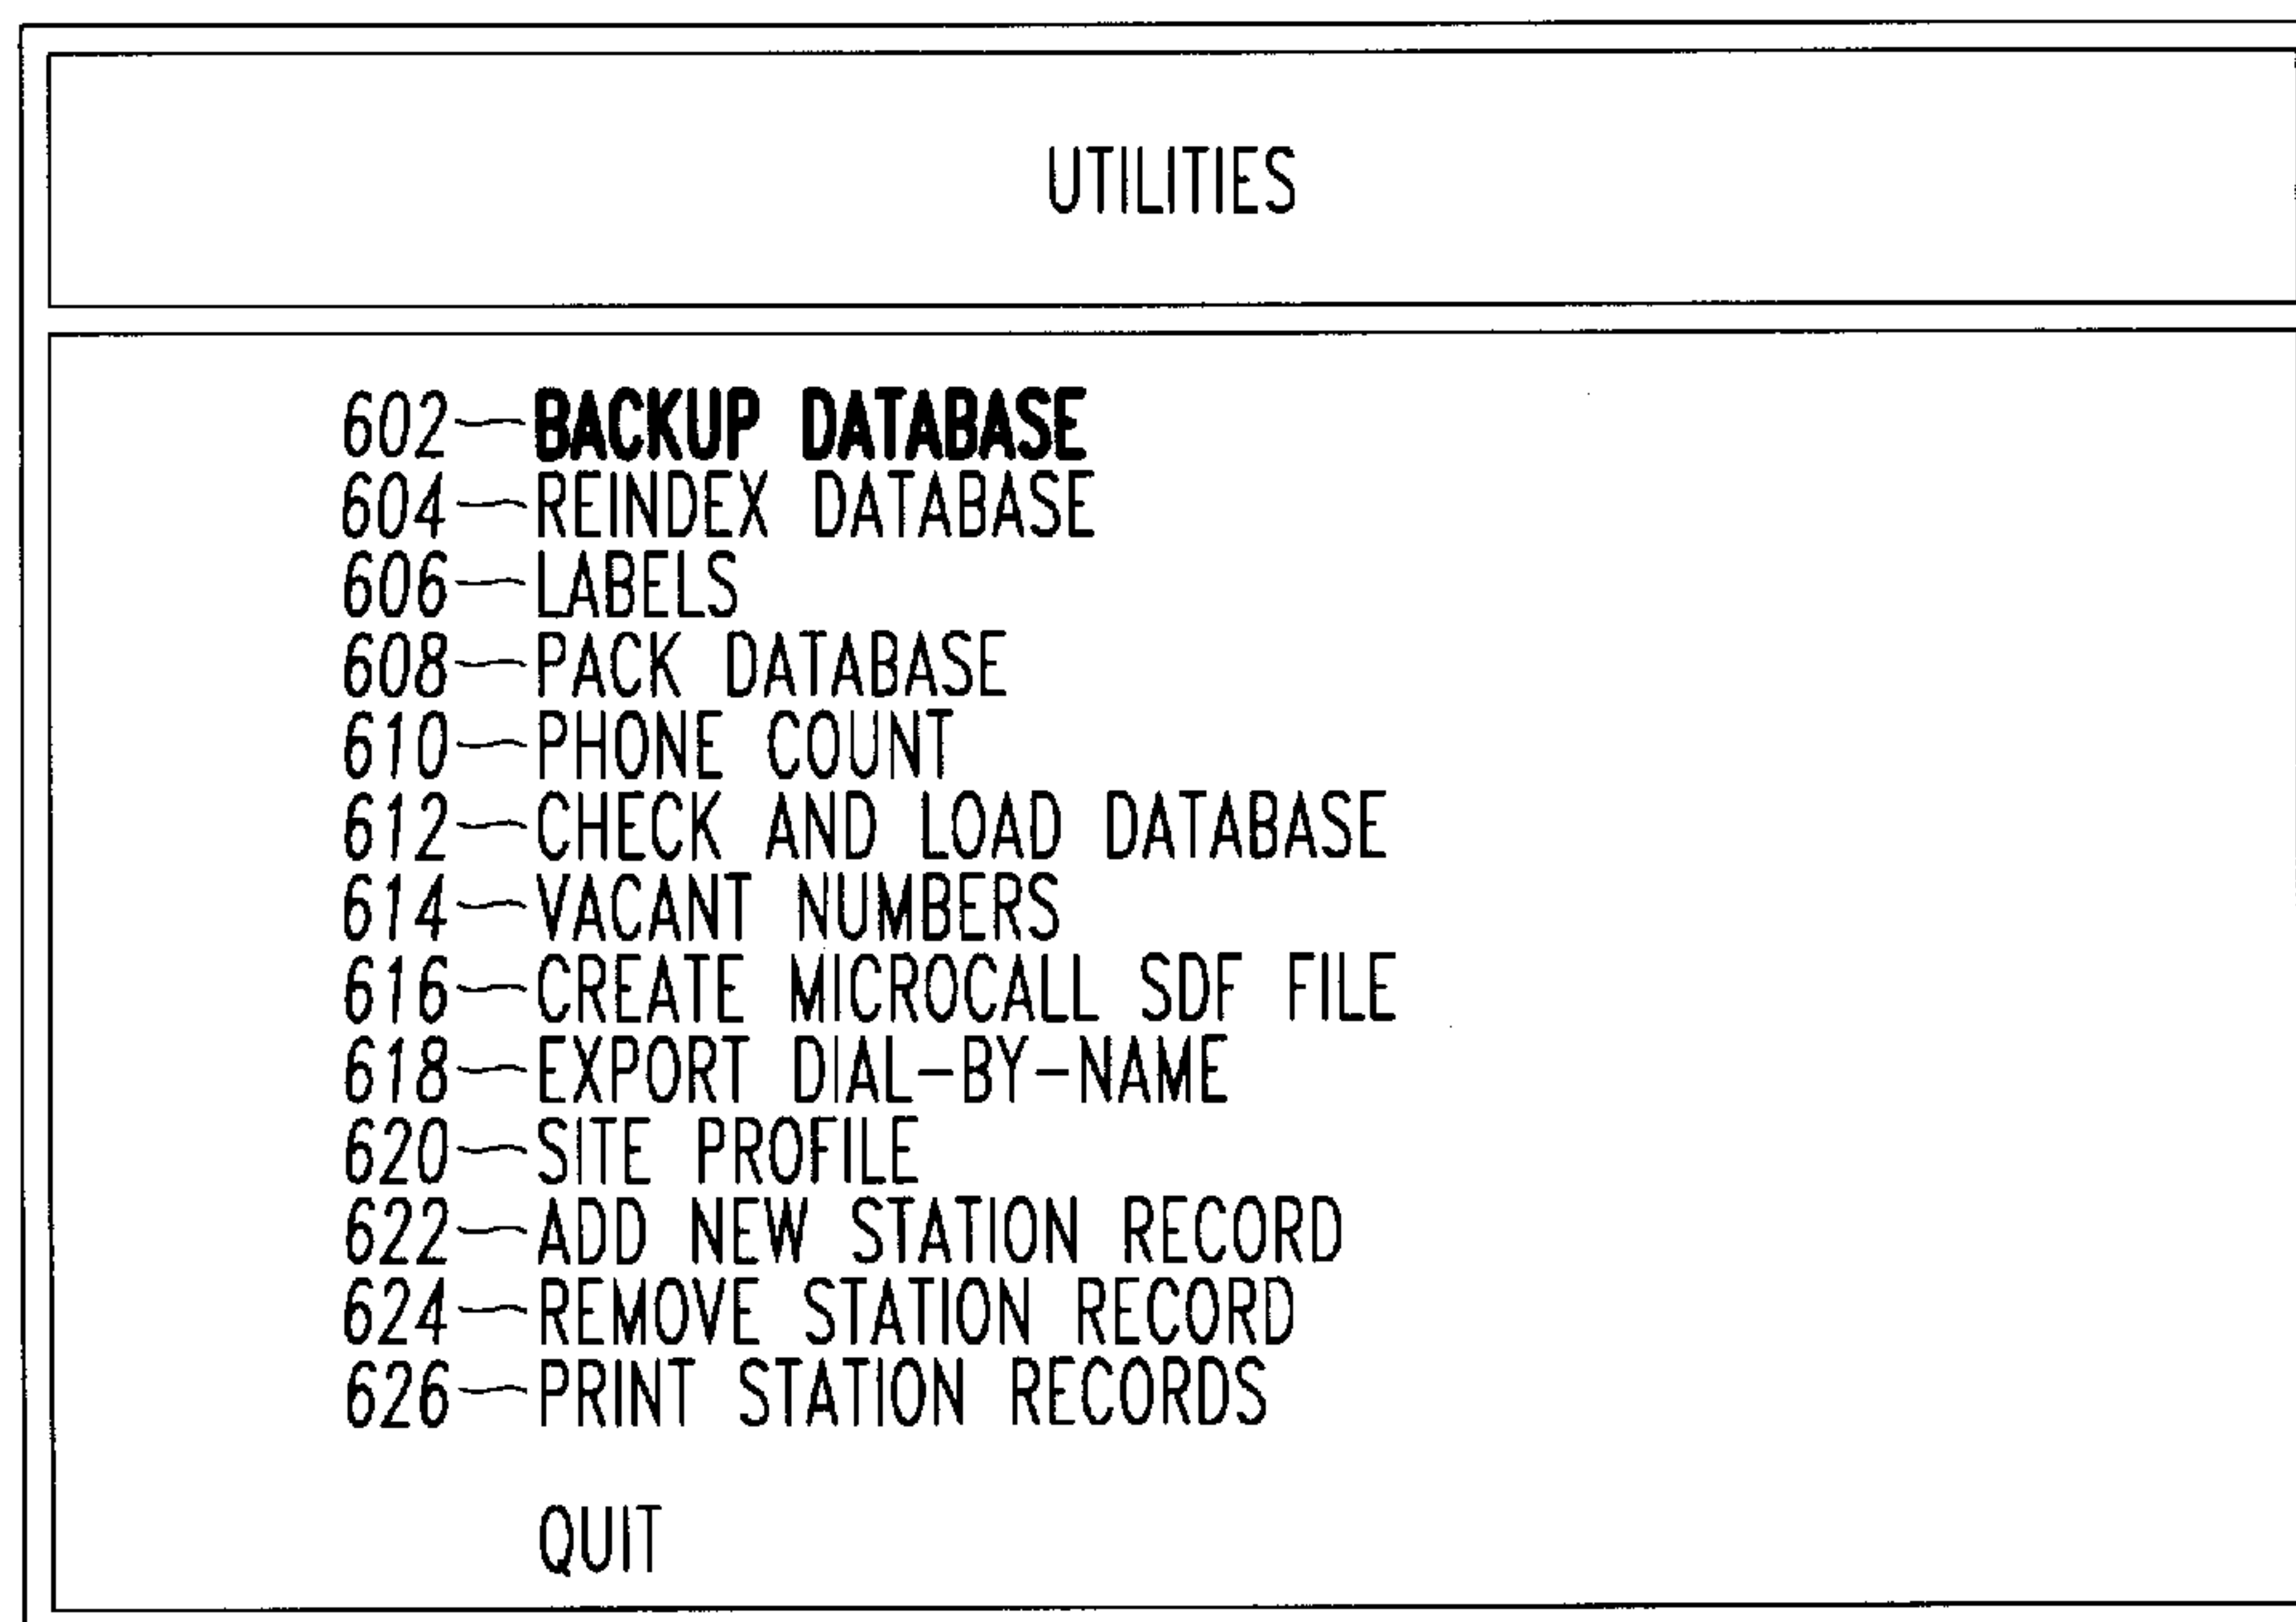 UTILITIES
602 BACKUP DATABASE
604 REINDEX DATABASE
606 LABELS
608 PACK DATABASE
610 PHONE COUNT
612 CHECK AND LOAD DATABASE
614 VACANT NUMBERS
616 CREATE MICROCALL SDF FILE
618 EXPORT DIAL-BY-NAME
620 SITE PROFILE
622 ADD NEW STATION RECORD
624 REMOVE STATION RECORD
626 PRINT STATION RECORDS
QUIT